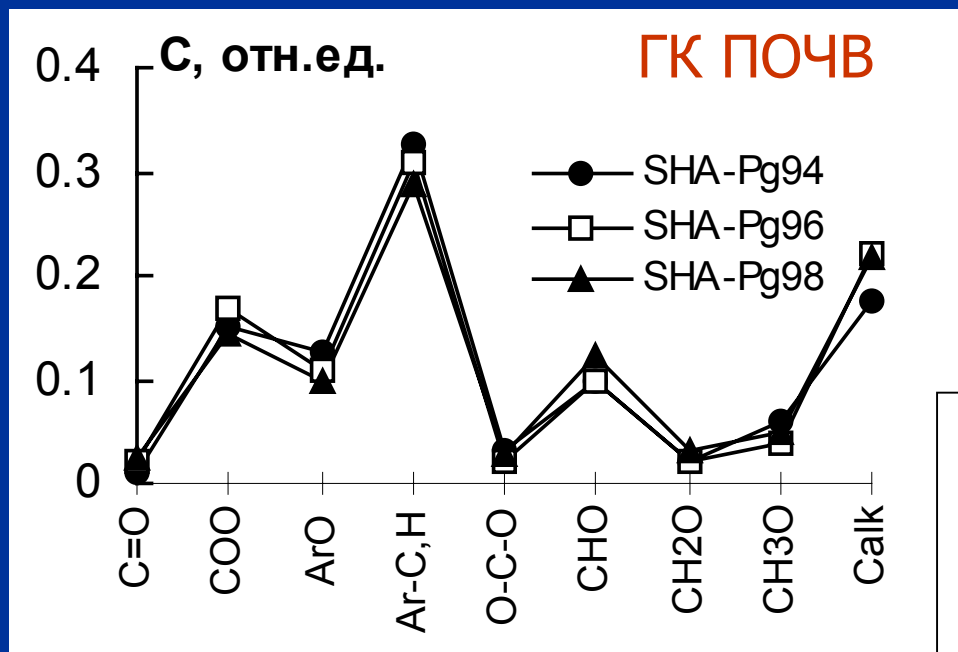 С, отн.ед.
ГК ПОЧВ
0.4
0.3
0.2
0.1
0
SHA-Pg94
SHA-Pg96
SHA-Pg98
C=O
COO
ArO
Ar-C,H
O-C-O
CHO
CH2O
CH3O
Calk